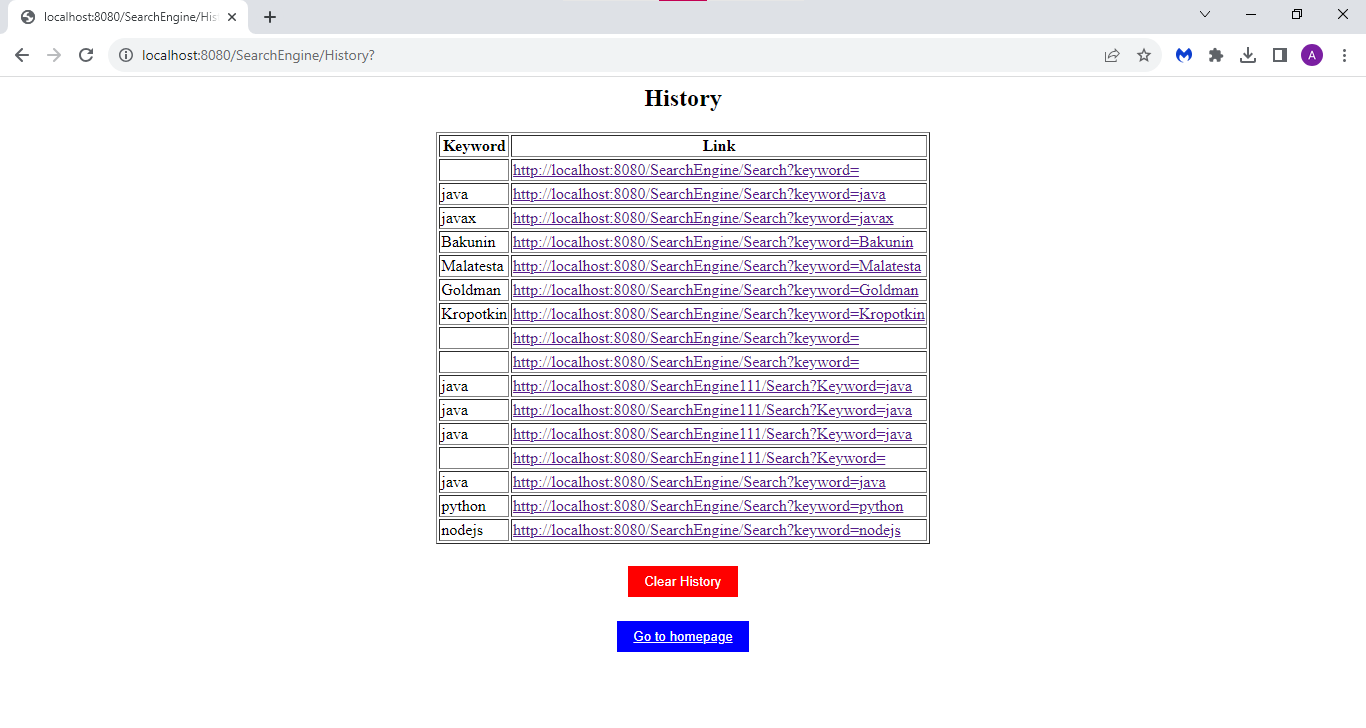 localhost:8080/SearchEngine/His
localhost:8080/SearchEngine/History?
A
History
Keyword Link
http://localhost:8080/SearchEngine/Search?keyword=
java http://localhost:8080/SearchEngine/Search?keyword=java
javax http://localhost:8080/SearchEngine/Search?keyword=javax
Bakunin http://localhost:8080/SearchEngine/Search?keyword=Bakunin
Malatesta http://localhost:8080/SearchEngine/Search?keyword=Malatesta
Goldman http://localhost:8080/SearchEngine/Search?keyword=Goldman
Kropotkin http://localhost:8080/SearchEngine/Search?keyword=Kropotkin
http://localhost:8080/SearchEngine/Search?keyword=
http://localhost:8080/SearchEngine/Search?keyword=
java http://localhost:8080/SearchEngine111/Search?Keyword=java
java http://localhost:8080/SearchEngine111/Search?Keyword=java
java http://localhost:8080/SearchEngine111/Search?Keyword=java
http://localhost:8080/SearchEngine111/Search?Keyword=
java http://localhost:8080/SearchEngine/Search?keyword=java
python http://localhost:8080/SearchEngine/Search?keyword=python
nodejs http://localhost:8080/SearchEngine/Search?keyword=nodejs
Clear History
Go to homepage